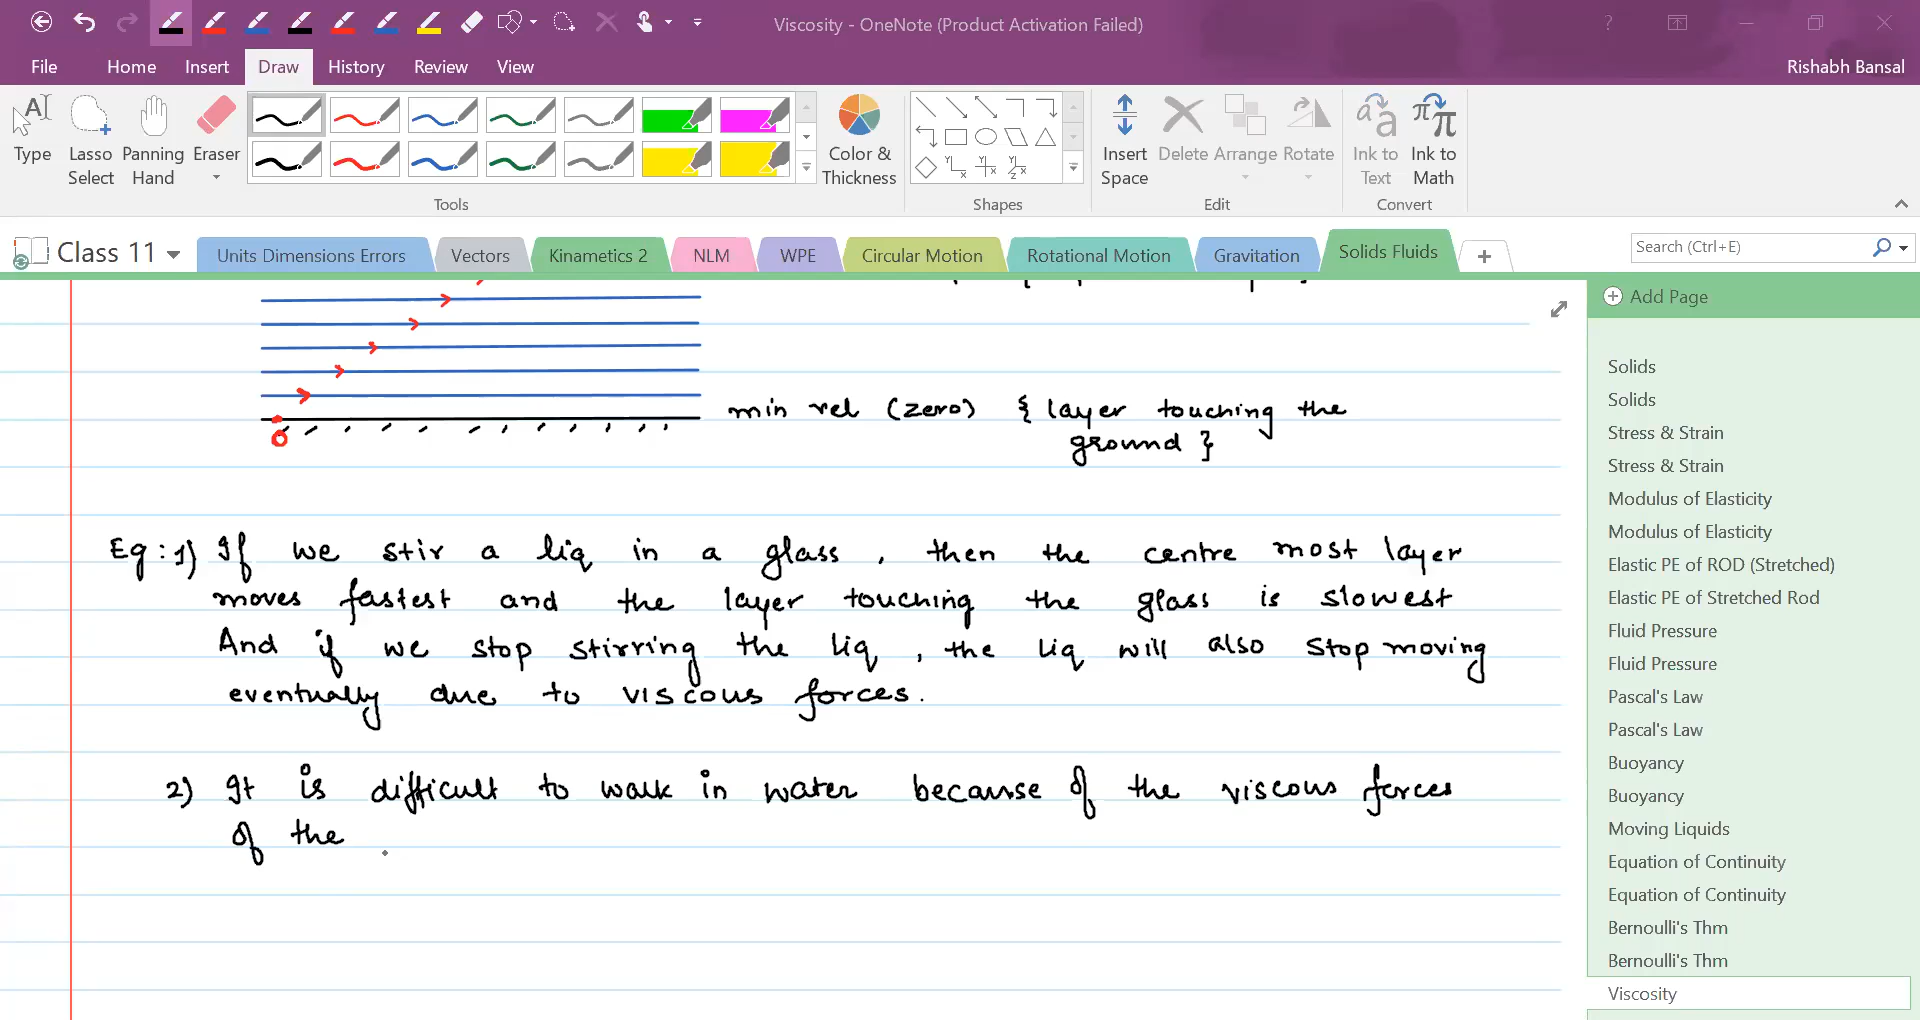 Viscosity - OneNote (Product Activation Failed)
File Home Insert Draw History Review View
Rishabh Bansal
Type
Lasso Select
Panning Hand
Eraser
Color & Thickness
Insert Space
Delete
Arrange
Rotate
Ink to Text
Ink to Math
Tools
Shapes
Edit
Convert
Class 11
Units Dimensions Errors
Vectors
Kinametics 2
NLM
WPE
Circular Motion
Rotational Motion
Gravitation
Solids Fluids
Search (Ctrl+E)
min vel (zero) { layer touching the
ground }
Eg : 1) If we stir a liq in a glass , then the centre most layer
moves fastest and the layer touching the glass is slowest
And if we stop stirring the liq , the liq will also stop moving
eventually due to viscous forces.
2) It is difficult to walk in water because of the viscous forces
of the
Add Page
Solids
Solids
Stress & Strain
Stress & Strain
Modulus of Elasticity
Modulus of Elasticity
Elastic PE of ROD (Stretched)
Elastic PE of Stretched Rod
Fluid Pressure
Fluid Pressure
Pascal's Law
Pascal's Law
Buoyancy
Buoyancy
Moving Liquids
Equation of Continuity
Equation of Continuity
Bernoulli's Thm
Bernoulli's Thm
Viscosity